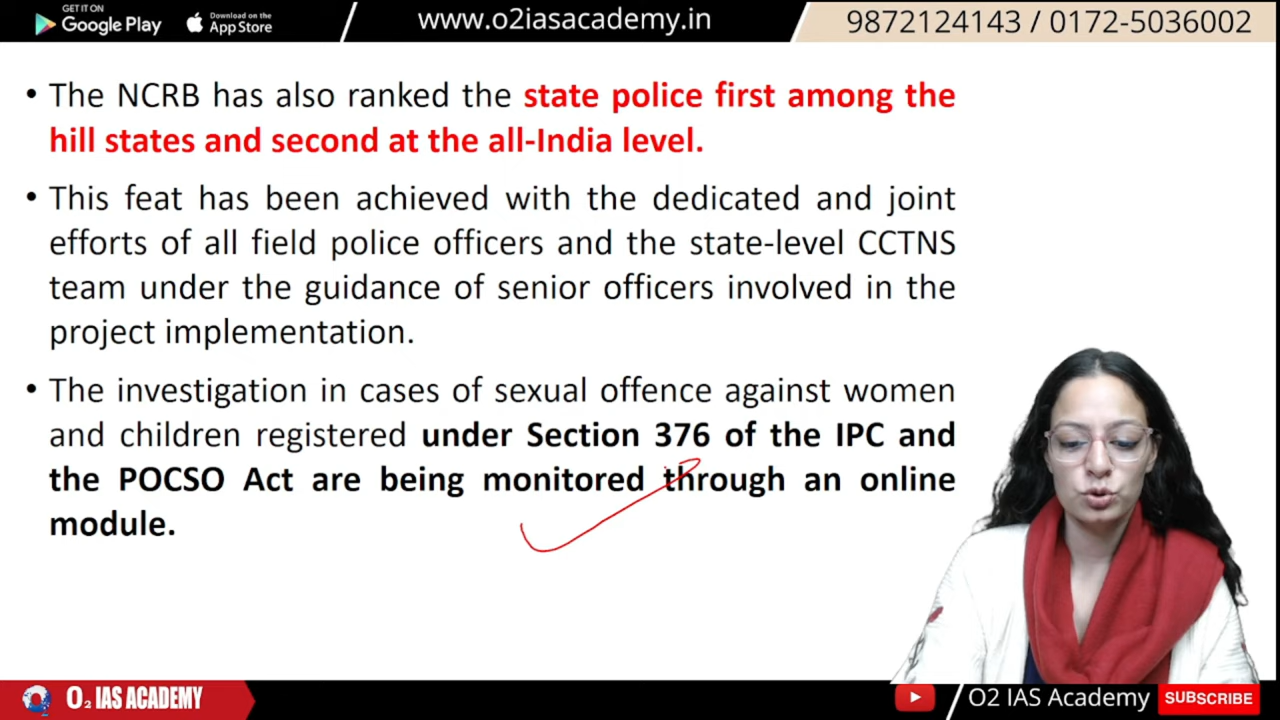 GET IT ON
Google Play
Download on the
App Store
www.o2iasacademy.in
9872124143 / 0172-5036002
• The NCRB has also ranked the state police first among the
hill states and second at the all-India level.
• This feat has been achieved with the dedicated and joint
efforts of all field police officers and the state-level CCTNS
team under the guidance of senior officers involved in the
project implementation.
• The investigation in cases of sexual offence against women
and children registered under Section 376 of the IPC and
the POCSO Act are being monitored through an online
module.
O₂ IAS ACADEMY
O2 IAS Academy
SUBSCRIBE